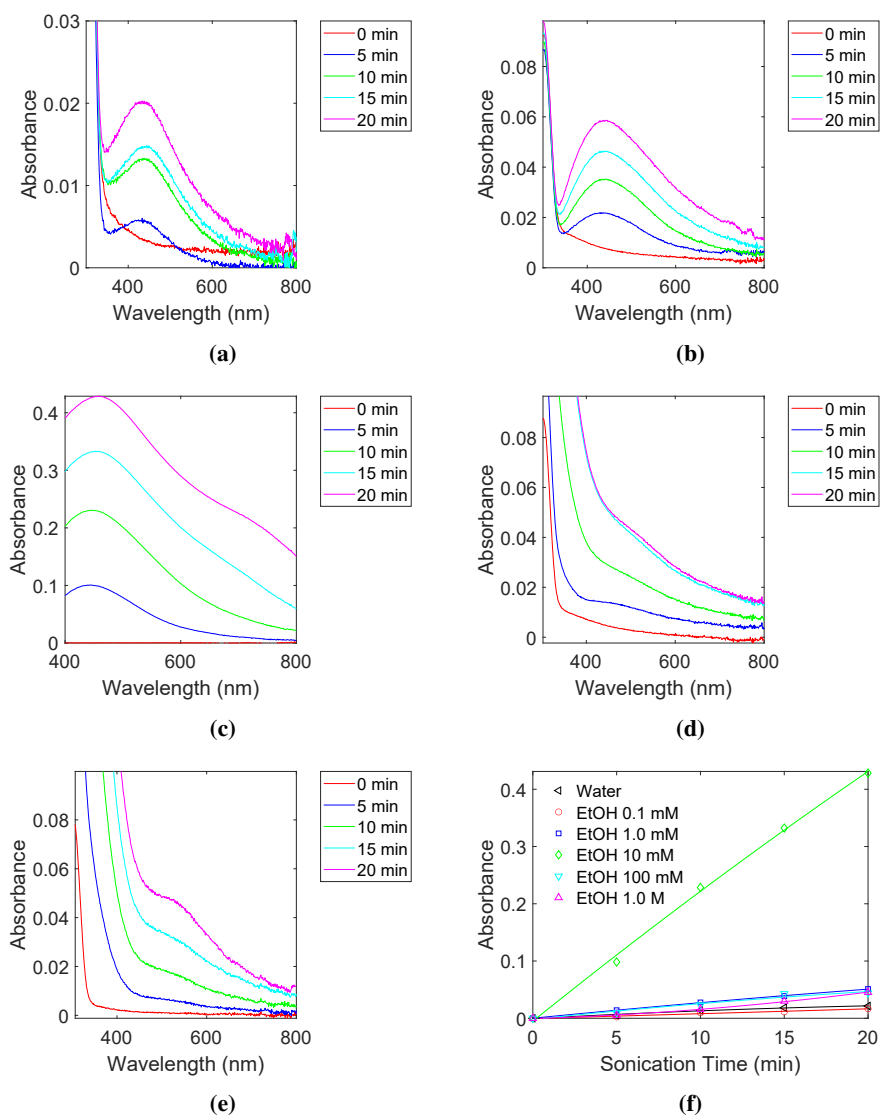 0.03
0.02
0.01
0
Absorbance
400
600
800
Wavelength (nm)
0 min
5 min
10 min
15 min
20 min
(a)
0.08
0.06
0.04
0.02
0
Absorbance
400
600
800
Wavelength (nm)
0 min
5 min
10 min
15 min
20 min
(b)
0.4
0.3
0.2
0.1
0
Absorbance
400
600
800
Wavelength (nm)
0 min
5 min
10 min
15 min
20 min
(c)
0.08
0.06
0.04
0.02
0
Absorbance
400
600
800
Wavelength (nm)
0 min
5 min
10 min
15 min
20 min
(d)
0.08
0.06
0.04
0.02
0
Absorbance
400
600
800
Wavelength (nm)
0 min
5 min
10 min
15 min
20 min
(e)
0.4
0.3
0.2
0.1
0
Absorbance
Water
EtOH 0.1 mM
EtOH 1.0 mM
EtOH 10 mM
EtOH 100 mM
EtOH 1.0 M
0
5
10
15
20
Sonication Time (min)
(f)